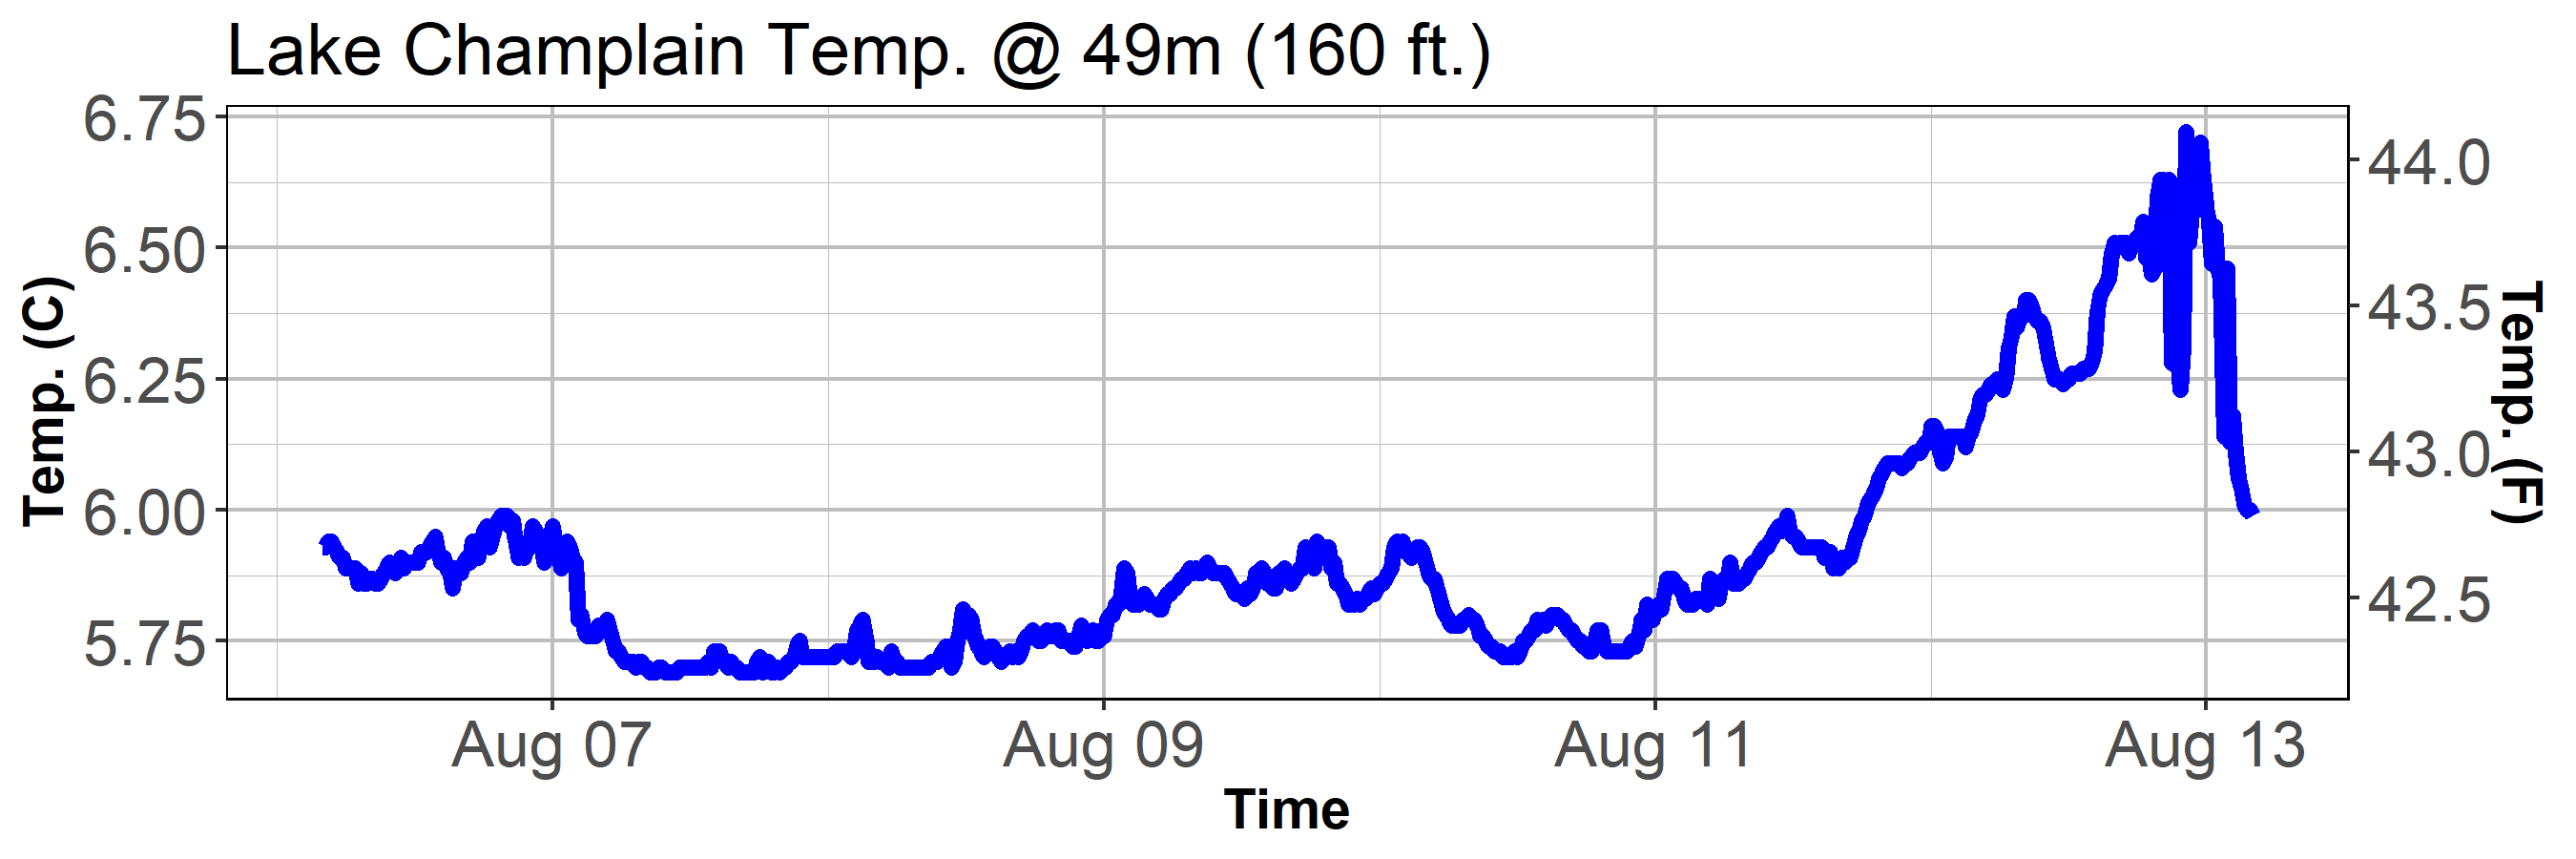 Lake Champlain Temp. @ 49m (160 ft.)
6.75
6.50
6.25
6.00
5.75
Temp. (C)
44.0
43.5
43.0
42.5
Temp. (F)
Aug 07
Aug 09
Aug 11
Aug 13
Time